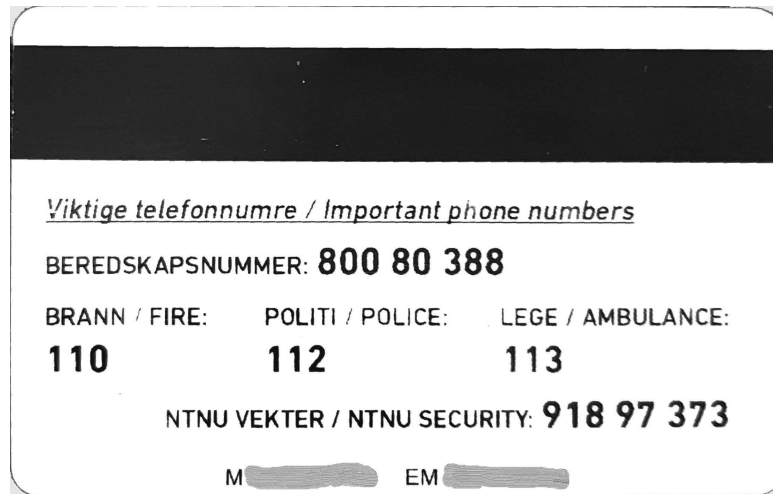 Viktige telefonnumre / Important phone numbers
BEREDSKAPSNUMMER: 800 80 388
BRANN / FIRE: POLITI / POLICE: LEGE / AMBULANCE:
110 112 113
NTNU VEKTER / NTNU SECURITY: 918 97 373
M EM